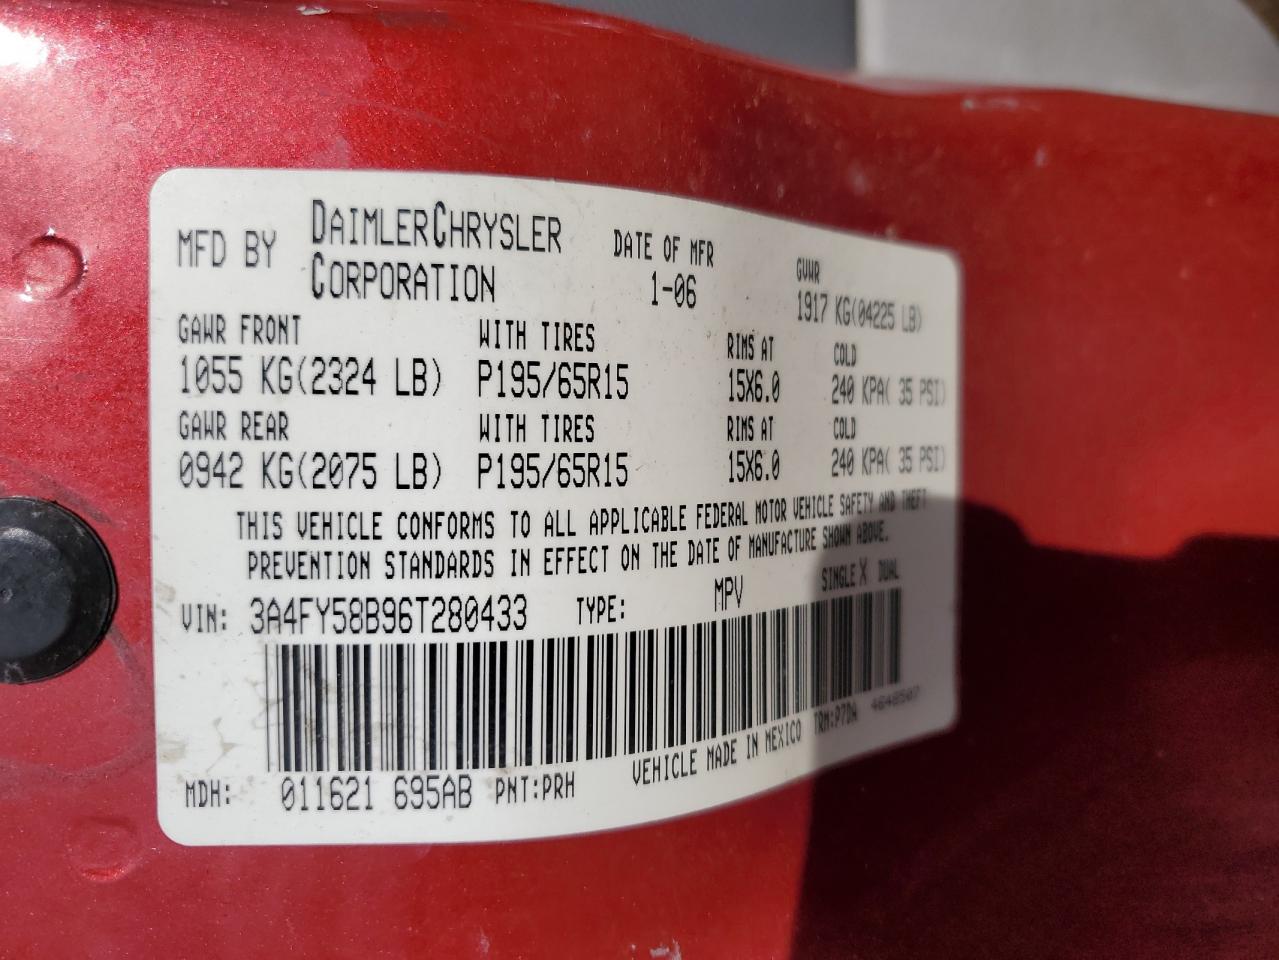 MFD BY DAIMLERCHRYSLER CORPORATION DATE OF MFR 1-06 GVWR 1917 KG(04225 LB)
GAWR FRONT WITH TIRES RIMS AT COLD
1055 KG(2324 LB) P195/65R15 15X6.0 240 KPA( 35 PSI)
GAWR REAR WITH TIRES RIMS AT COLD
0942 KG(2075 LB) P195/65R15 15X6.0 240 KPA( 35 PSI)
THIS VEHICLE CONFORMS TO ALL APPLICABLE FEDERAL MOTOR VEHICLE SAFETY AND THEFT
PREVENTION STANDARDS IN EFFECT ON THE DATE OF MANUFACTURE SHOWN ABOVE.
VIN: 3A4FY58B96T280433 TYPE: MPV SINGLE X DUAL
MDH: 011621 695AB PNT:PRH VEHICLE MADE IN MEXICO TRM:P7DA 4648507